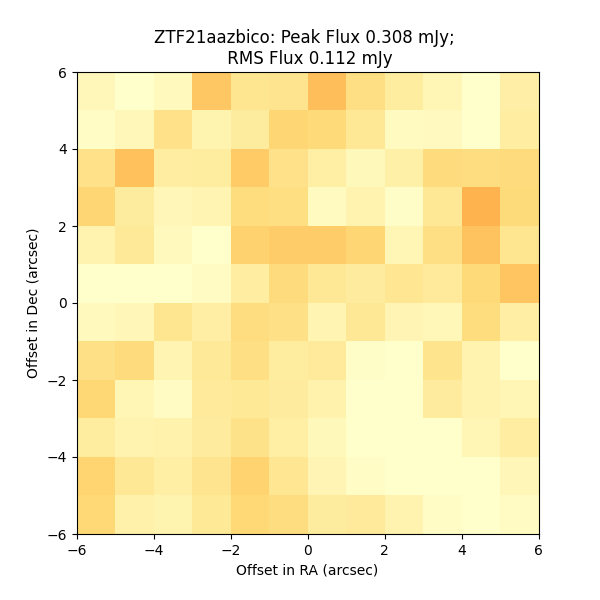 ZTF21aazbico: Peak Flux 0.308 mJy;
RMS Flux 0.112 mJy
6
4
2
0
−2
−4
−6
Offset in Dec (arcsec)
−6 −4 −2 0 2 4 6
Offset in RA (arcsec)